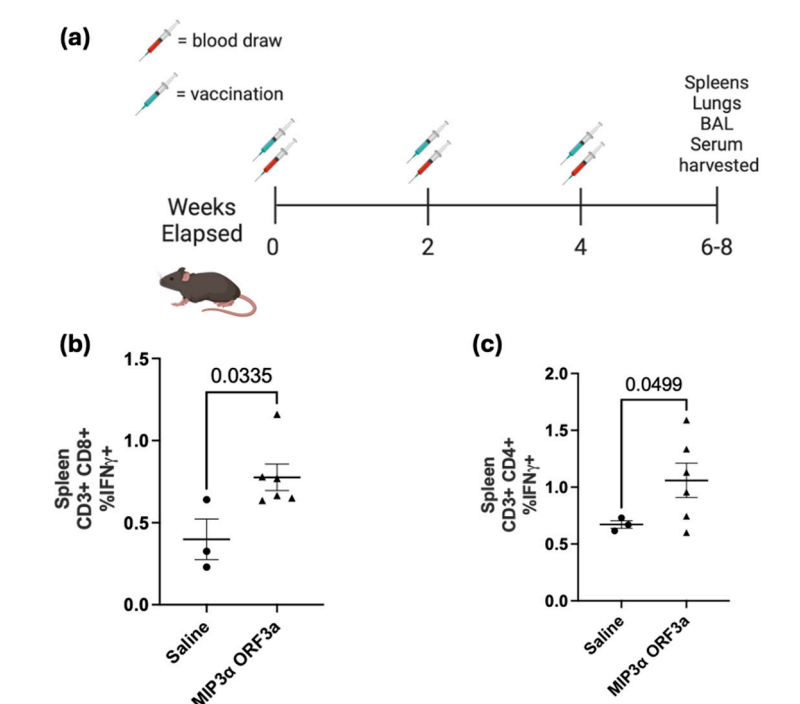 (a)
= blood draw
= vaccination
Spleens
Lungs
BAL
Serum
harvested
Weeks
Elapsed
0
2
4
6-8
(b)
1.5
1.0
0.5
0.0
Spleen
CD3+ CD8+
%IFNγ+
0.0335
Saline
MIP3α ORF3a
(c)
2.0
1.5
1.0
0.5
0.0
Spleen
CD3+ CD4+
%IFNγ+
0.0499
Saline
MIP3α ORF3a